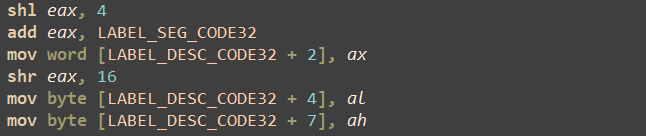 shl eax, 4
add eax, LABEL_SEG_CODE32
mov word [LABEL_DESC_CODE32 + 2], ax
shr eax, 16
mov byte [LABEL_DESC_CODE32 + 4], al
mov byte [LABEL_DESC_CODE32 + 7], ah